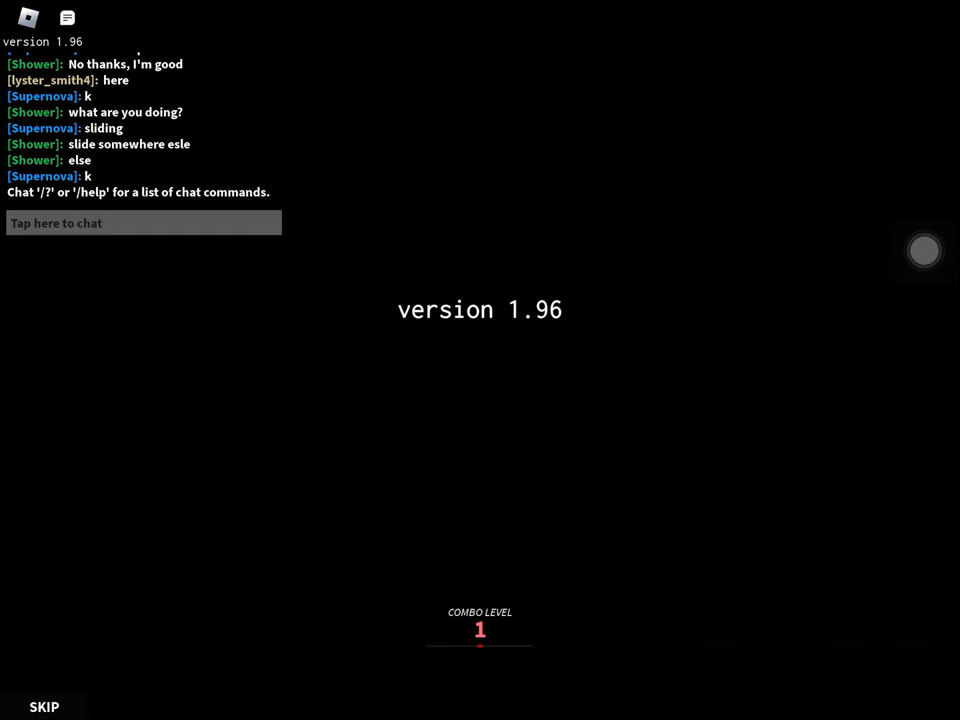 version 1.96
[Shower]: No thanks, I'm good
[lyster_smith4]: here
[Supernova]: k
[Shower]: what are you doing?
[Supernova]: sliding
[Shower]: slide somewhere esle
[Shower]: else
[Supernova]: k
Chat '/?' or '/help' for a list of chat commands.
Tap here to chat
version 1.96
COMBO LEVEL
1
SKIP